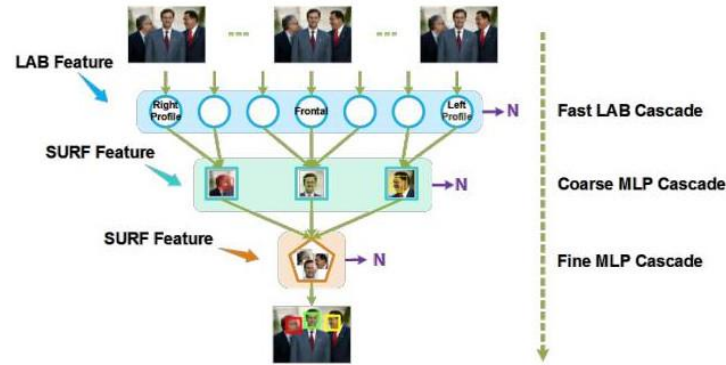 LAB Feature
Right
Profile
Frontal
Left
Profile
N
Fast LAB Cascade
SURF Feature
N
Coarse MLP Cascade
SURF Feature
N
Fine MLP Cascade